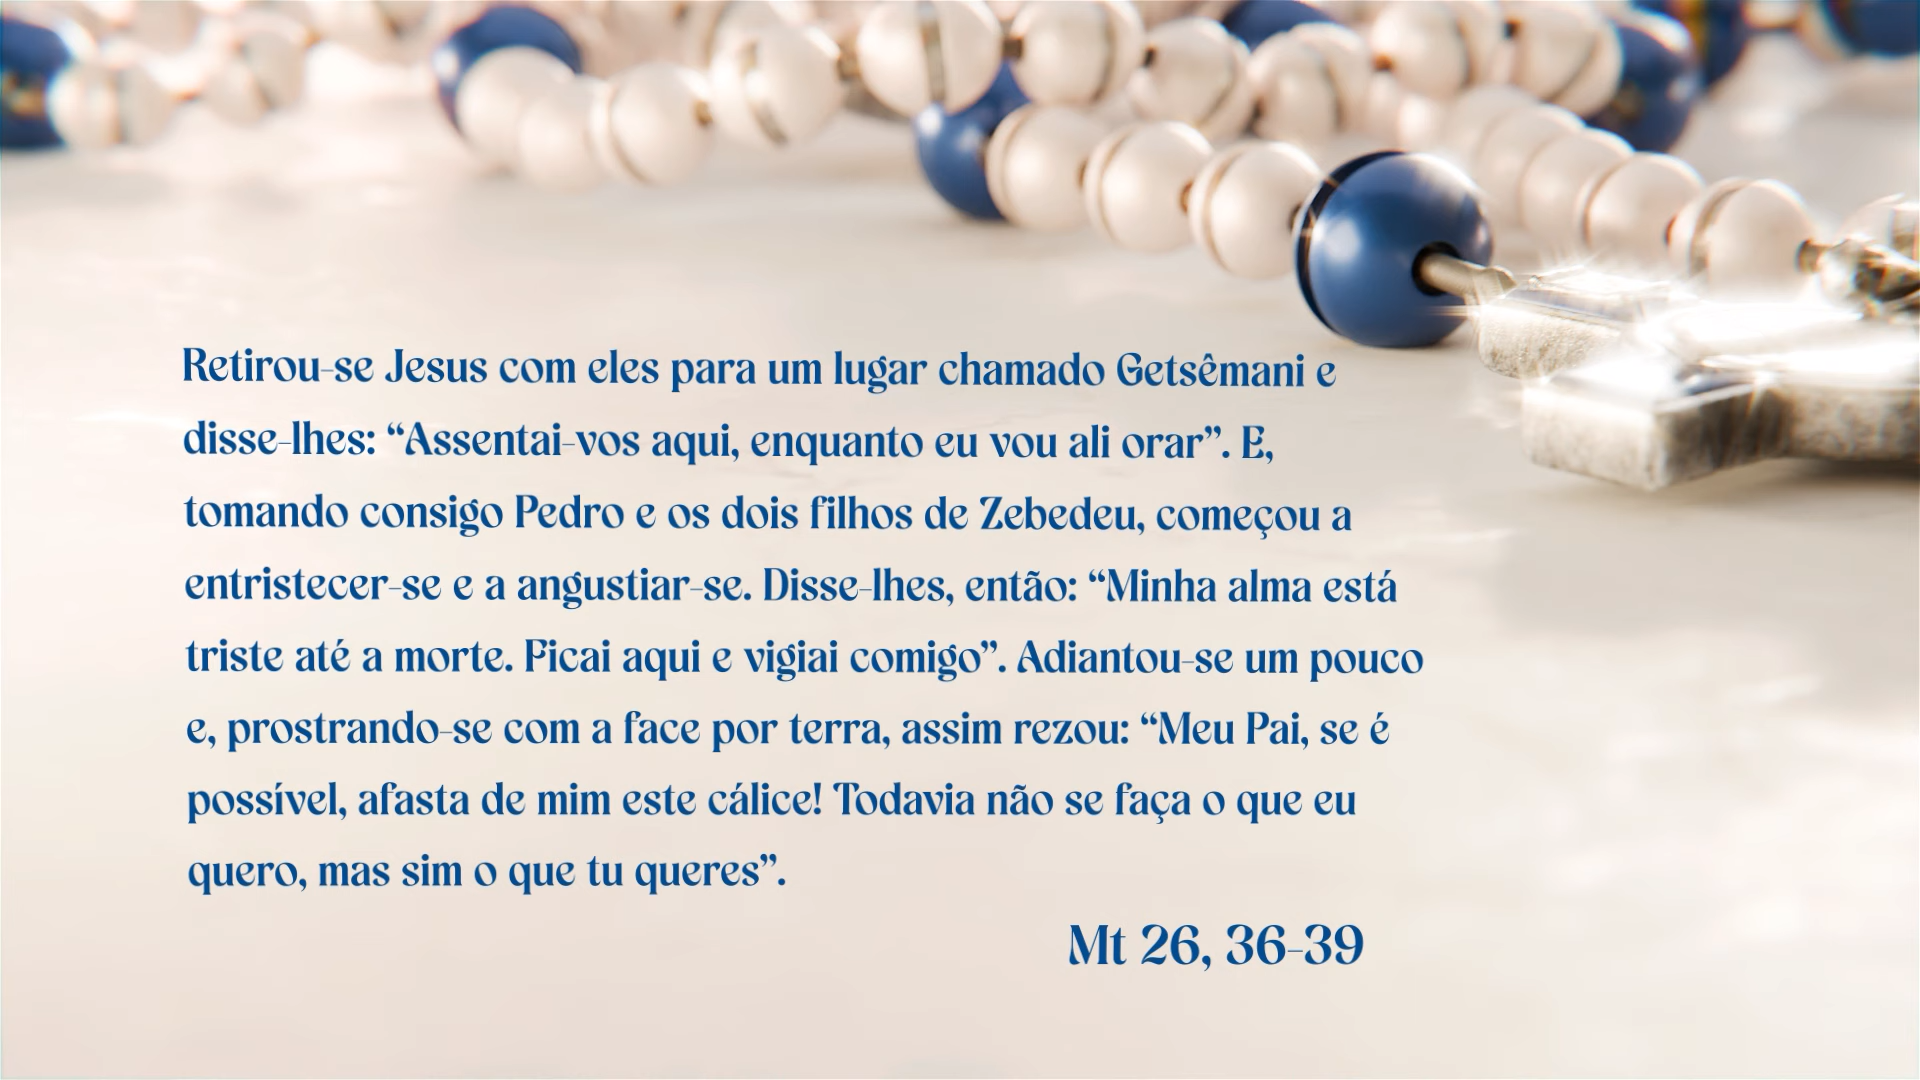 Retirou-se Jesus com eles para um lugar chamado Getsêmani e
disse-lhes: “Assentai-vos aqui, enquanto eu vou ali orar”. E,
tomando consigo Pedro e os dois filhos de Zebedeu, começou a
entristecer-se e a angustiar-se. Disse-lhes, então: “Minha alma está
triste até a morte. Ficai aqui e vigiai comigo”. Adiantou-se um pouco
e, prostrando-se com a face por terra, assim rezou: “Meu Pai, se é
possível, afasta de mim este cálice! Todavia não se faça o que eu
quero, mas sim o que tu queres”.
Mt 26, 36-39